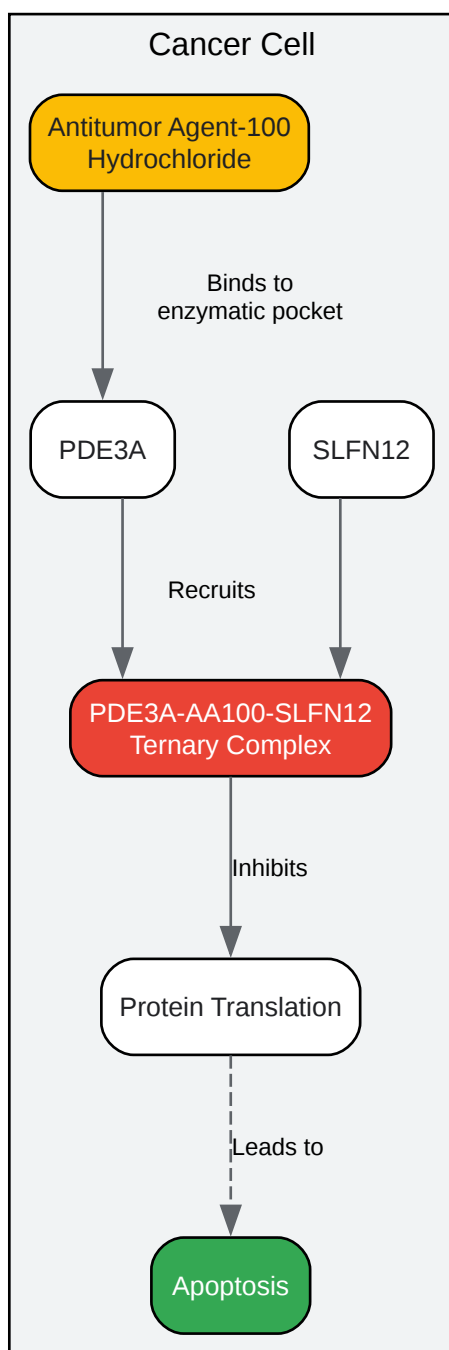 Cancer Cell
Antitumor Agent-100
Hydrochloride
Binds to
enzymatic pocket
PDE3A
SLFN12
Recruits
PDE3A-AA100-SLFN12
Ternary Complex
Inhibits
Protein Translation
Leads to
Apoptosis